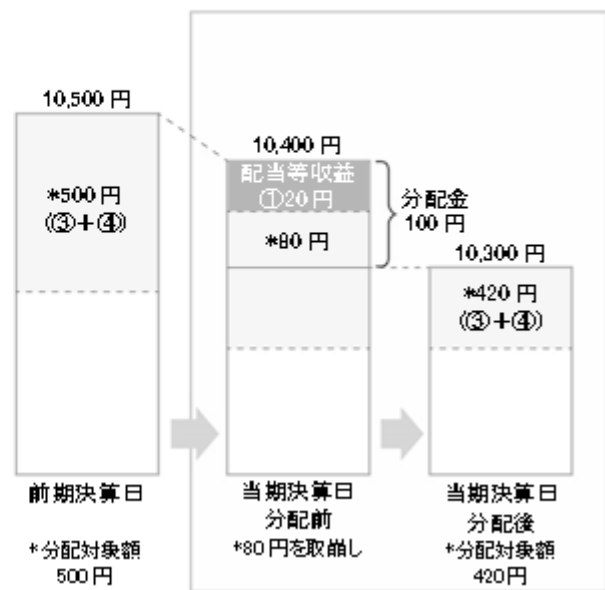 10,500 円
*500 円
(③+④)
前期決算日
*分配対象額
500 円
10,400 円
配当等収益
①20 円
*80 円
分配金
100 円
当期決算日
分配前
*80 円を取崩し
10,300 円
*420 円
(③+④)
当期決算日
分配後
*分配対象額
420円